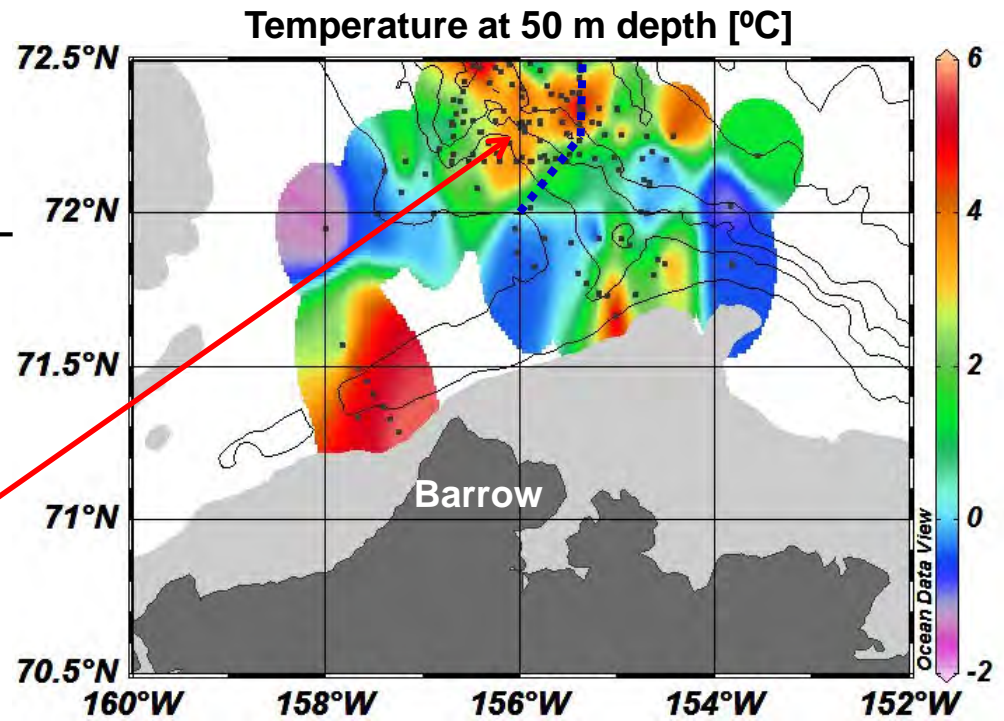 Temperature at 50 m depth [ºC]
72.5°N
72°N
71.5°N
71°N
70.5°N
Barrow
160°W
158°W
156°W
154°W
152°W
6
4
2
0
-2
Ocean Data View